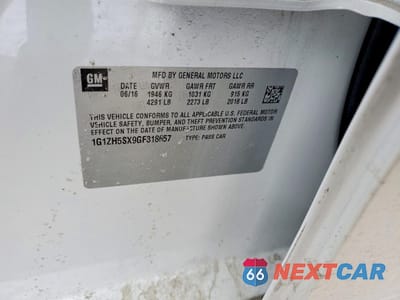 GM
MFD BY GENERAL MOTORS LLC
DATE GVWR GAWR FRT GAWR RR
06/16 1946 KG 1031 KG 915 KG
4291 LB 2273 LB 2018 LB
THIS VEHICLE CONFORMS TO ALL APPLICABLE U.S. FEDERAL MOTOR
VEHICLE SAFETY, BUMPER, AND THEFT PREVENTION STANDARDS IN
EFFECT ON THE DATE OF MANUFACTURE SHOWN ABOVE.
TYPE: PASS CAR
66 NEXTCAR